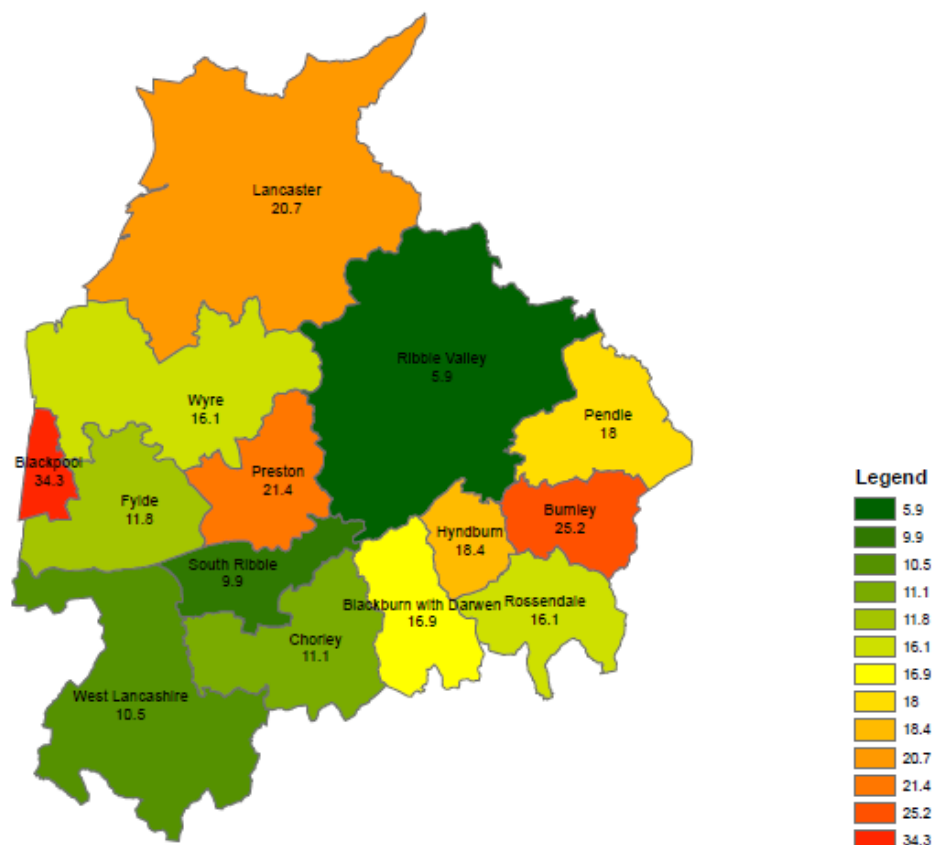 Lancaster
20.7
Ribble Valley
5.9
Wyre
16.1
Pendle
18
Blackpool
34.3
Preston
21.4
Fylde
11.8
Burnley
25.2
Hyndburn
18.4
South Ribble
9.9
Blackburn with Darwen
16.9
Rossendale
16.1
Chorley
11.1
West Lancashire
10.5
Legend
5.9
9.9
10.5
11.1
11.8
16.1
16.9
18
18.4
20.7
21.4
25.2
34.3